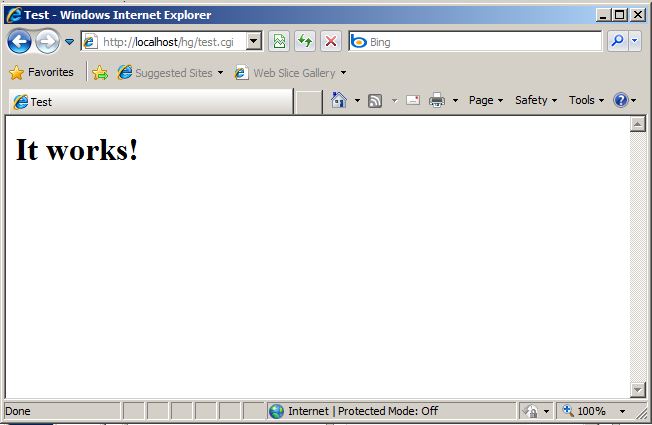 Test - Windows Internet Explorer
http://localhost/hg/test.cgi Bing
Favorites Suggested Sites Web Slice Gallery
Test Page Safety Tools
It works!
Done Internet | Protected Mode: Off 100%